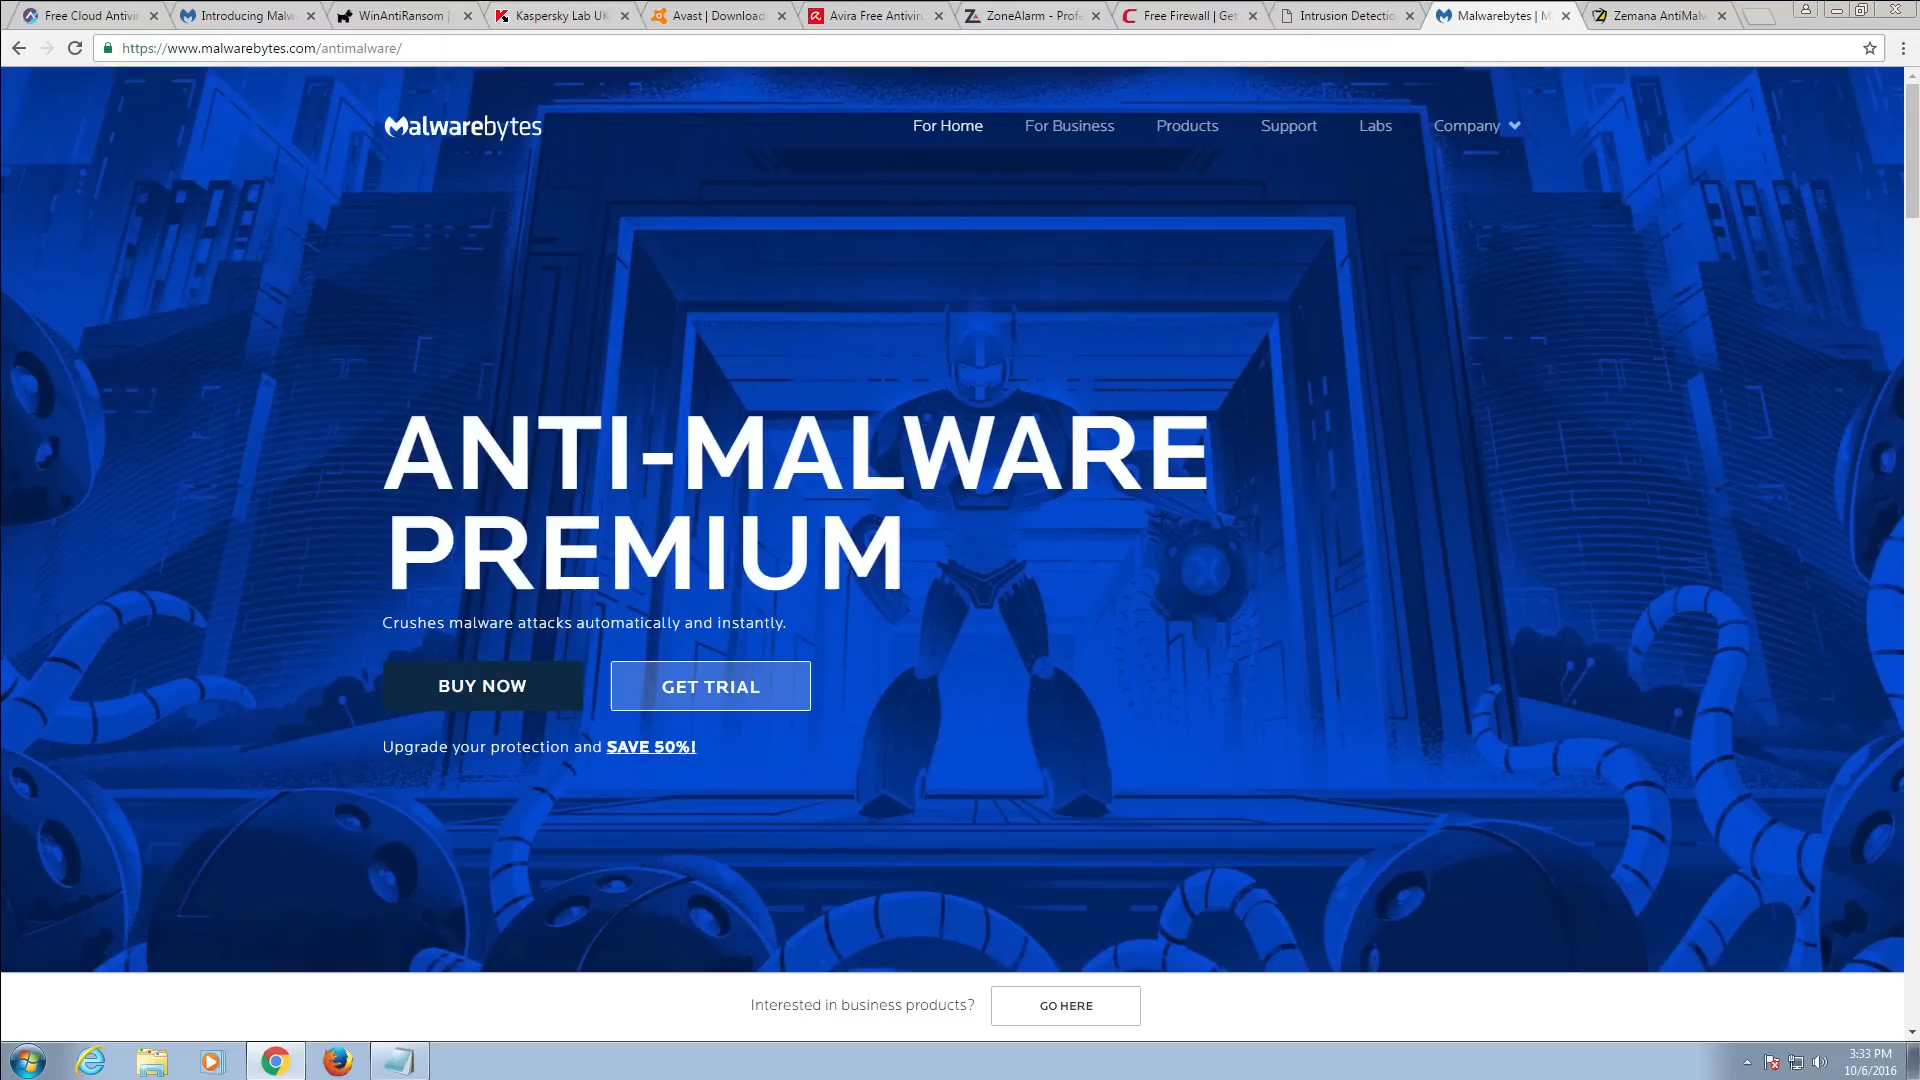 Free Cloud Antivir
Introducing Malw
WinAntiRansom |
Kaspersky Lab UK
Avast | Download
Avira Free Antiviru
ZoneAlarm - Prof
Free Firewall | Get
Intrusion Detectio
Malwarebytes | M
Zemana AntiMalw
https://www.malwarebytes.com/antimalware/
Malwarebytes
For Home
For Business
Products
Support
Labs
Company
ANTI-MALWARE
PREMIUM
Crushes malware attacks automatically and instantly.
BUY NOW
GET TRIAL
Upgrade your protection and SAVE 50%!
Interested in business products?
GO HERE
3:33 PM
10/6/2016